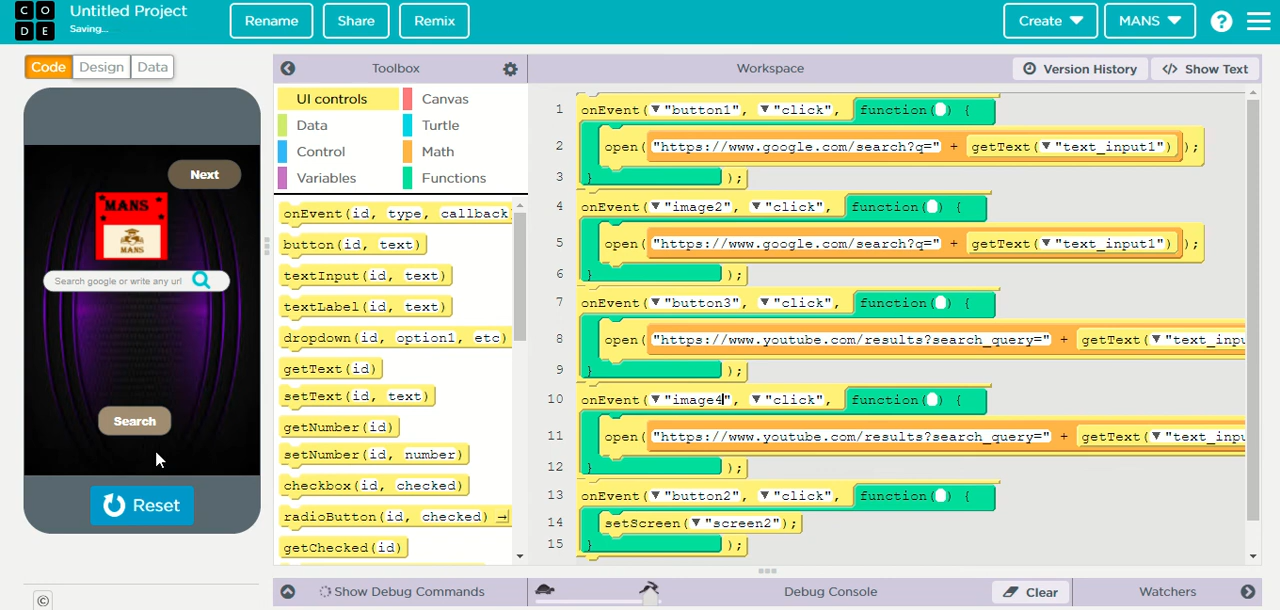 CODE
Untitled Project
Saving...
Rename
Share
Remix
Create
MANS
?
Code
Design
Data
Toolbox
Workspace
Version History
</> Show Text
Next
MANS
MANS
Search google or write any url
Search
Reset
©
UI controls
Canvas
Data
Turtle
Control
Math
Variables
Functions
onEvent(id, type, callback
button(id, text)
textInput(id, text)
textLabel(id, text)
dropdown(id, option1, etc)
getText(id)
setText(id, text)
getNumber(id)
setNumber(id, number)
checkbox(id, checked)
radioButton(id, checked)
getChecked(id)
1 onEvent(▼"button1", ▼"click", function() {
2 open("https://www.google.com/search?q=" + getText(▼"text_input1"));
3 });
4 onEvent(▼"image2", ▼"click", function() {
5 open("https://www.google.com/search?q=" + getText(▼"text_input1"));
6 });
7 onEvent(▼"button3", ▼"click", function() {
8 open("https://www.youtube.com/results?search_query=" + getText(▼"text_inpu
9 });
10 onEvent(▼"image4", ▼"click", function() {
11 open("https://www.youtube.com/results?search_query=" + getText(▼"text_inpu
12 });
13 onEvent(▼"button2", ▼"click", function() {
14 setScreen(▼"screen2");
15 });
Show Debug Commands
Debug Console
Clear
Watchers